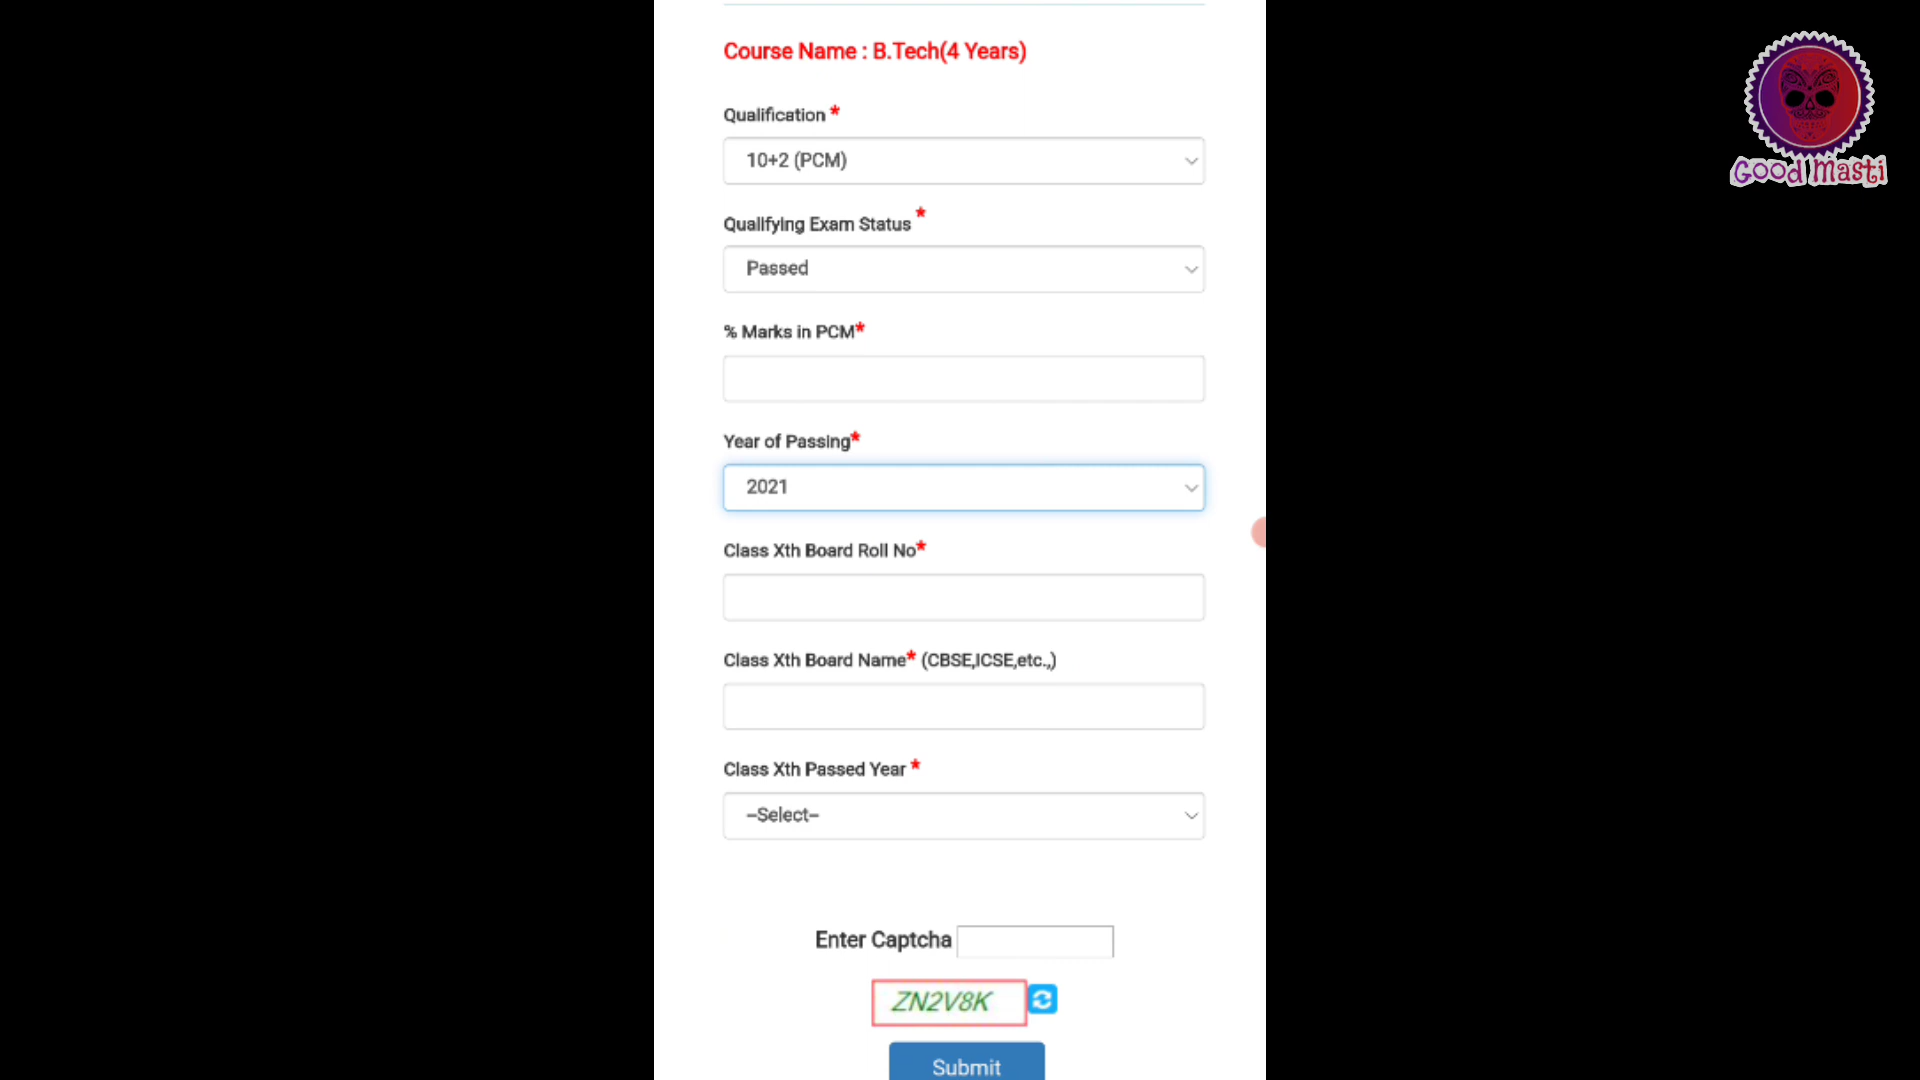 Course Name : B.Tech(4 Years)
Good Masti
Qualification *
10+2 (PCM)
Qualifying Exam Status *
Passed
% Marks in PCM*
Year of Passing*
2021
Class Xth Board Roll No*
Class Xth Board Name* (CBSE,ICSE,etc.,)
Class Xth Passed Year *
--Select--
Enter Captcha
ZN2V8K
Submit